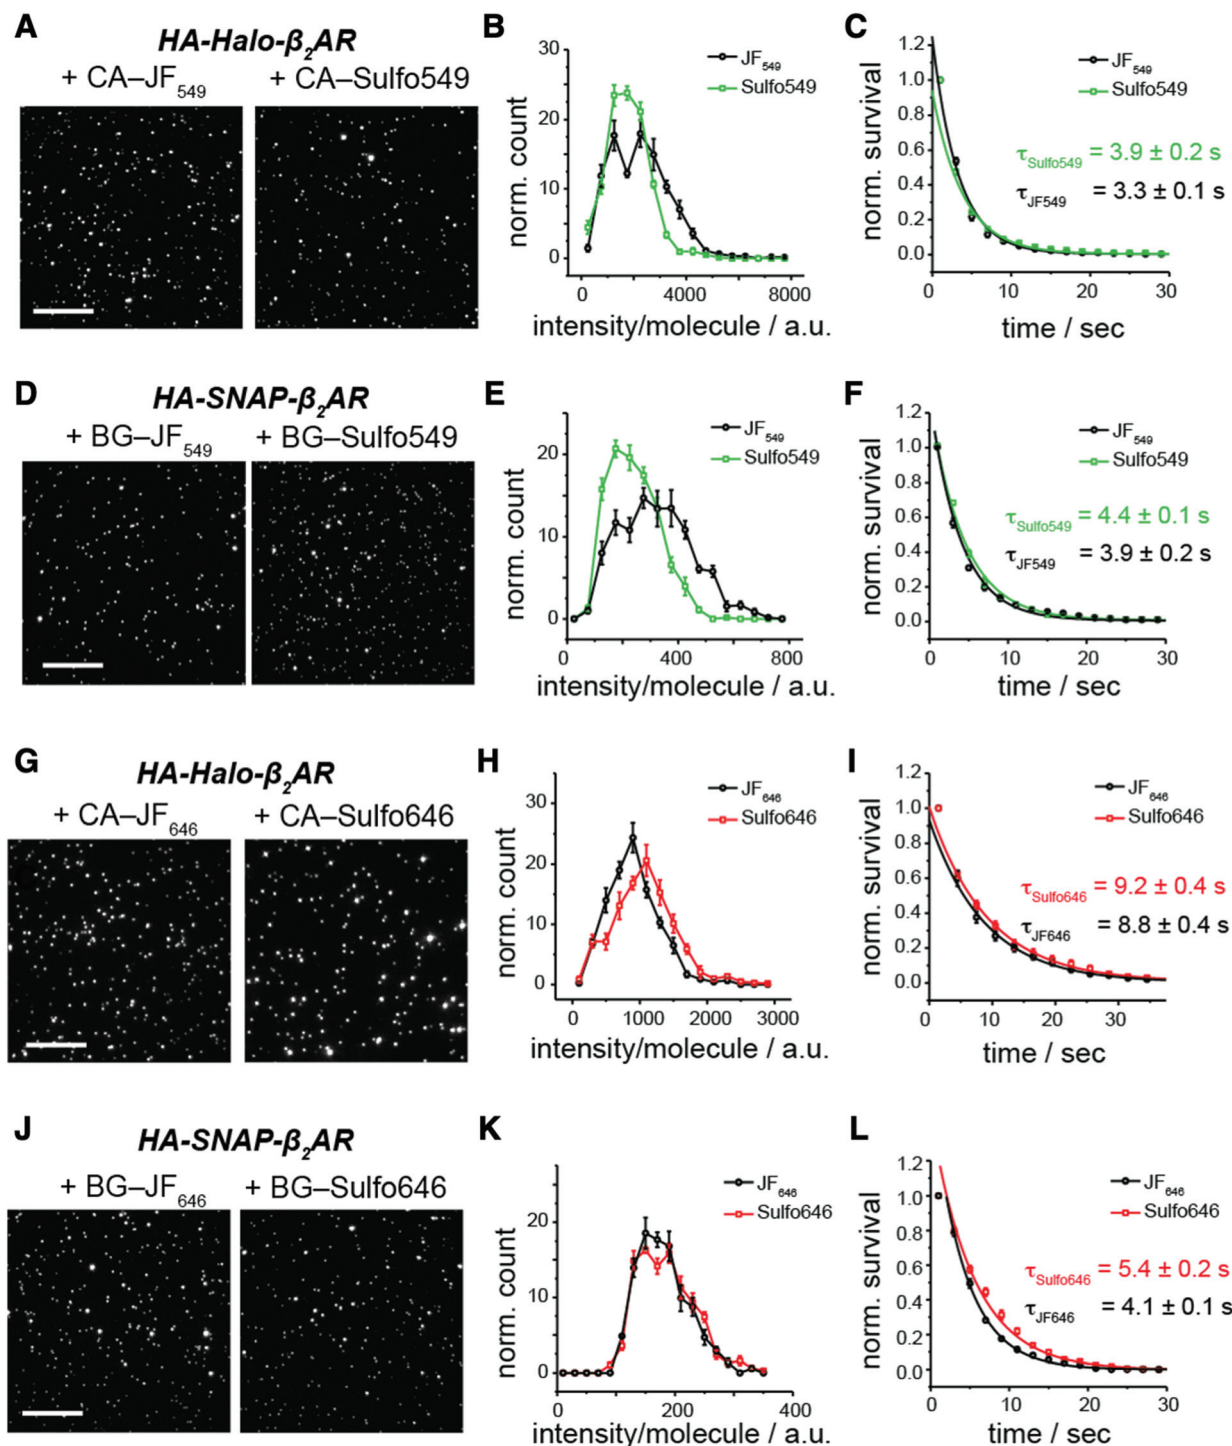 A
HA-Halo-β₂AR
+ CA–JF₅₄₉
+ CA–Sulfo549
B
30
20
10
0
norm. count
JF₅₄₉
Sulfo549
0 4000 8000
intensity/molecule / a.u.
C
1.2
1.0
0.8
0.6
0.4
0.2
0.0
norm. survival
JF₅₄₉
Sulfo549
τSulfo549 = 3.9 ± 0.2 s
τJF549 = 3.3 ± 0.1 s
0 10 20 30
time / sec
D
HA-SNAP-β₂AR
+ BG–JF₅₄₉
+ BG–Sulfo549
E
20
10
0
norm. count
JF₅₄₉
Sulfo549
0 400 800
intensity/molecule / a.u.
F
1.2
1.0
0.8
0.6
0.4
0.2
0.0
norm. survival
JF₅₄₉
Sulfo549
τSulfo549 = 4.4 ± 0.1 s
τJF549 = 3.9 ± 0.2 s
0 10 20 30
time / sec
G
HA-Halo-β₂AR
+ CA–JF₆₄₆
+ CA–Sulfo646
H
30
20
10
0
norm. count
JF₆₄₆
Sulfo646
0 1000 2000 3000
intensity/molecule / a.u.
I
1.2
1.0
0.8
0.6
0.4
0.2
0.0
norm. survival
JF₆₄₆
Sulfo646
τSulfo646 = 9.2 ± 0.4 s
τJF646 = 8.8 ± 0.4 s
0 10 20 30
time / sec
J
HA-SNAP-β₂AR
+ BG–JF₆₄₆
+ BG–Sulfo646
K
20
10
0
norm. count
JF₆₄₆
Sulfo646
0 200 400
intensity/molecule / a.u.
L
1.2
1.0
0.8
0.6
0.4
0.2
0.0
norm. survival
JF₆₄₆
Sulfo646
τSulfo646 = 5.4 ± 0.2 s
τJF646 = 4.1 ± 0.1 s
0 10 20 30
time / sec